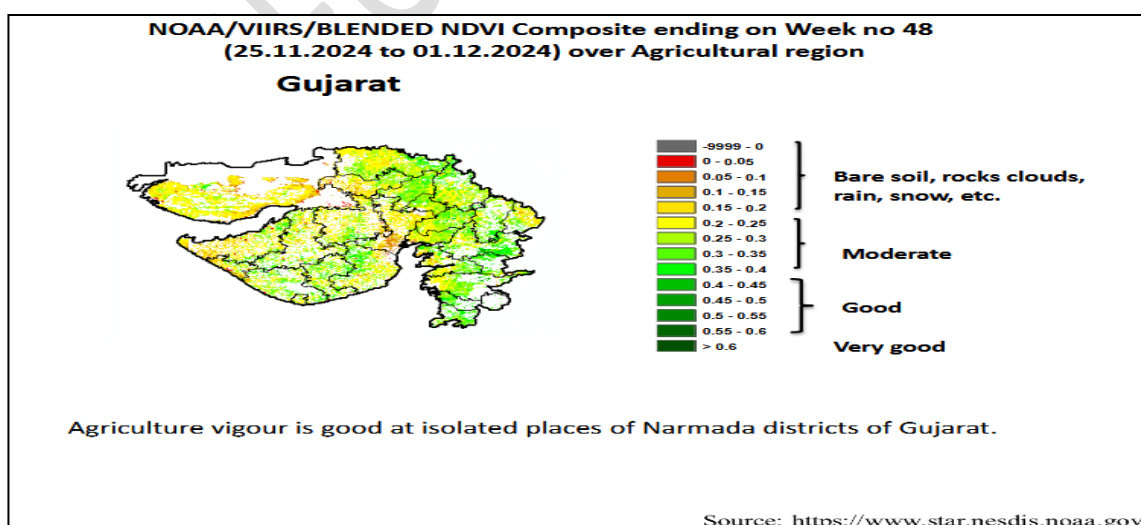 NOAA/VIIRS/BLENDED NDVI Composite ending on Week no 48
(25.11.2024 to 01.12.2024) over Agricultural region
Gujarat
-9999 - 0
0 - 0.05
0.05 - 0.1
0.1 - 0.15
0.15 - 0.2
0.2 - 0.25
0.25 - 0.3
0.3 - 0.35
0.35 - 0.4
0.4 - 0.45
0.45 - 0.5
0.5 - 0.55
0.55 - 0.6
> 0.6
Bare soil, rocks clouds,
rain, snow, etc.
Moderate
Good
Very good
Agriculture vigour is good at isolated places of Narmada districts of Gujarat.
Source: https://www.star.nesdis.noaa.gov